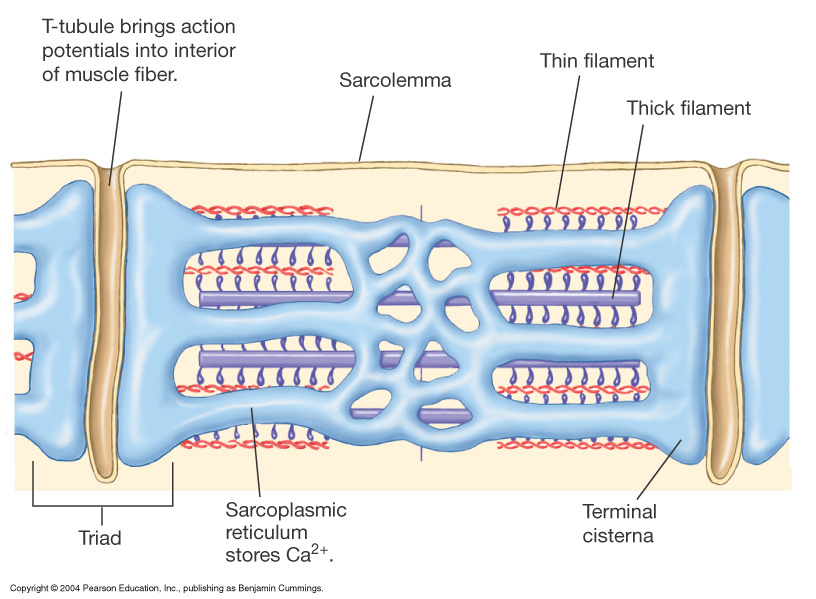 T-tubule brings action
potentials into interior
of muscle fiber.
Sarcolemma
Thin filament
Thick filament
Triad
Sarcoplasmic
reticulum
stores Ca²⁺.
Terminal
cisterna
Copyright © 2004 Pearson Education, Inc., publishing as Benjamin Cummings.